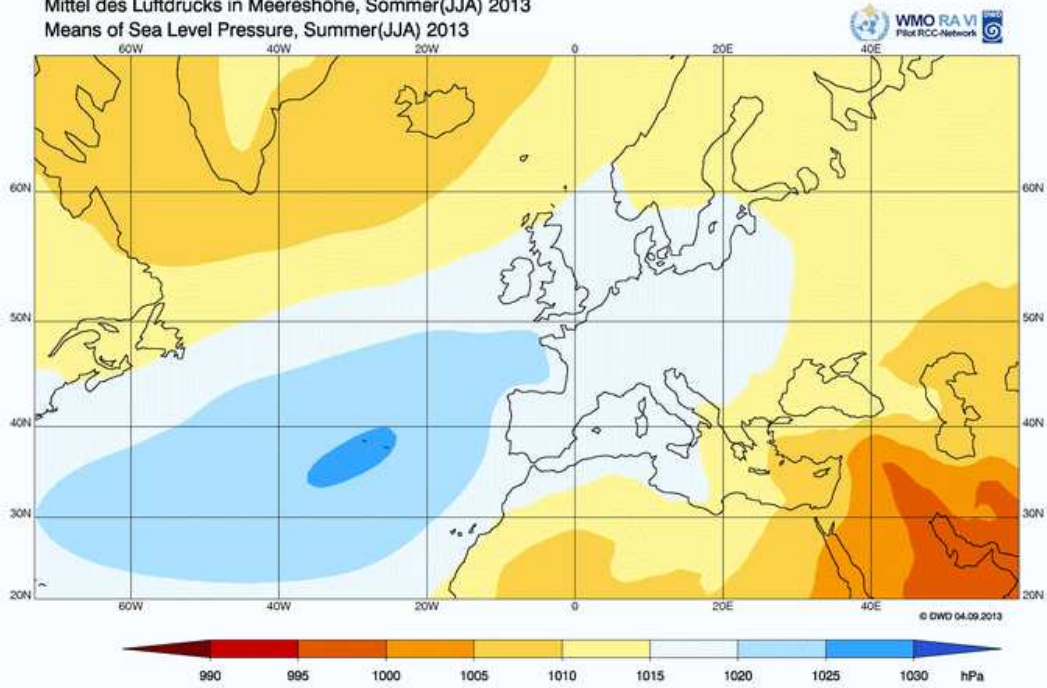 Mittel des Luftdrucks in Meereshöhe, Sommer(JJA) 2013
Means of Sea Level Pressure, Summer(JJA) 2013
WMO RA VI
Pilot RCC-Network
DWD
60W 40W 20W 0 20E 40E
60N 60N
50N 50N
40N 40N
30N 30N
20N 20N
60W 40W 20W 0 20E 40E
© DWD 04.09.2013
990 995 1000 1005 1010 1015 1020 1025 1030 hPa